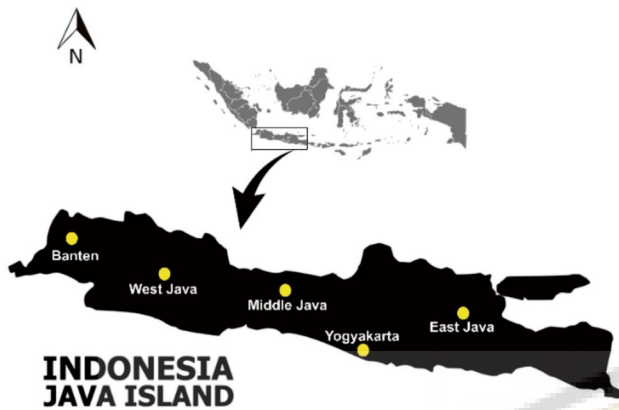 N
Banten
West Java
Middle Java
Yogyakarta
East Java
INDONESIA
JAVA ISLAND